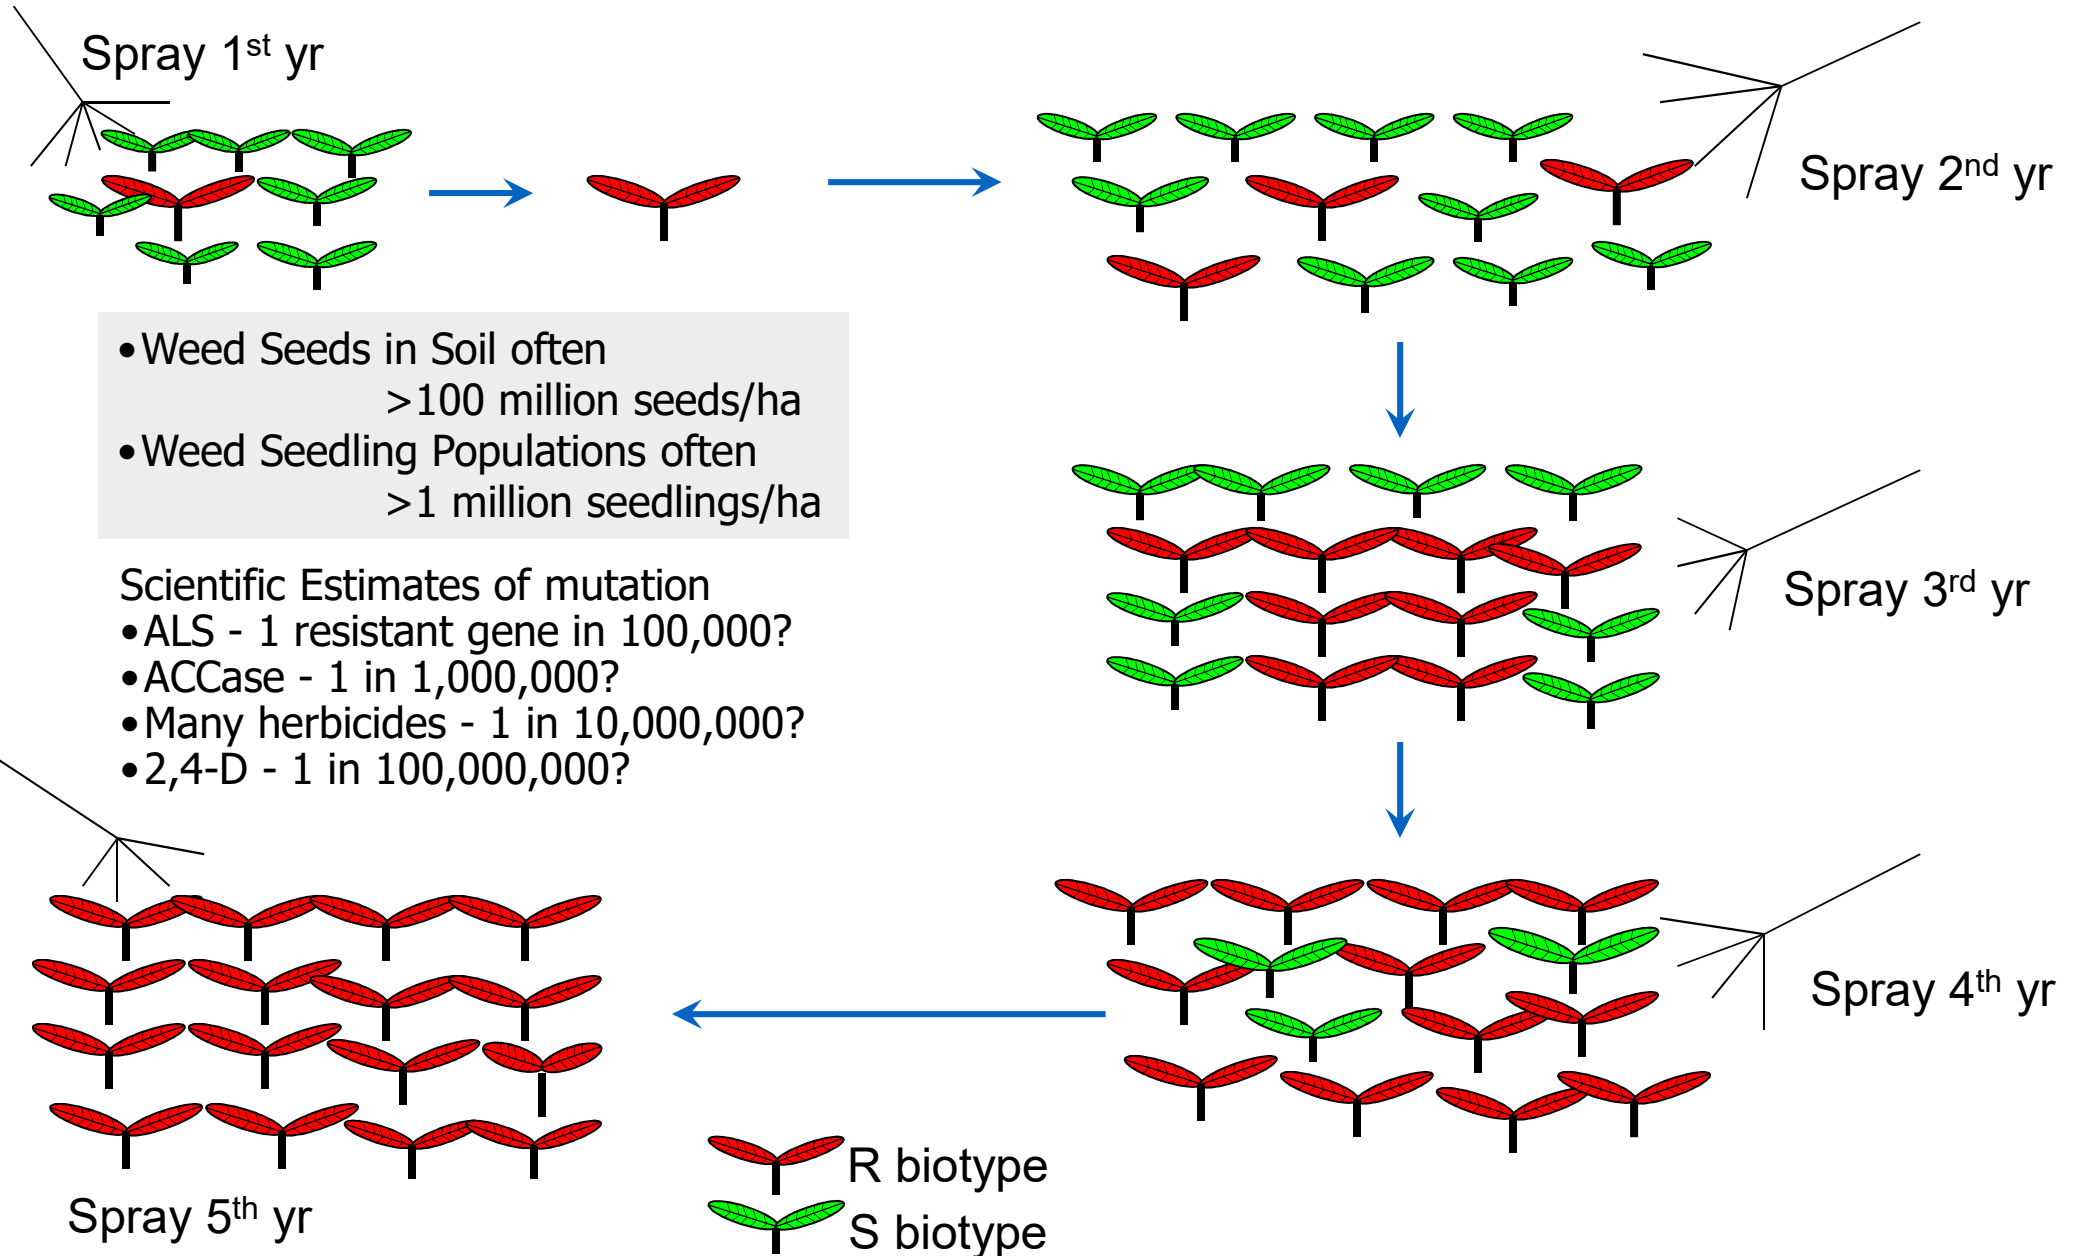 Spray 1st yr
Spray 2nd yr
•Weed Seeds in Soil often
>100 million seeds/ha
•Weed Seedling Populations often
>1 million seedlings/ha
Scientific Estimates of mutation
•ALS - 1 resistant gene in 100,000?
•ACCase - 1 in 1,000,000?
•Many herbicides - 1 in 10,000,000?
•2,4-D - 1 in 100,000,000?
Spray 3rd yr
Spray 4th yr
Spray 5th yr
R biotype
S biotype